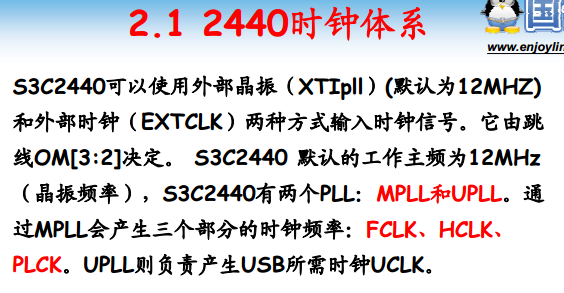 2.1 2440时钟体系
国
www.enjoylin
S3C2440可以使用外部晶振（XTIpll）(默认为12MHZ)
和外部时钟（EXTCLK）两种方式输入时钟信号。它由跳
线OM[3:2]决定。 S3C2440 默认的工作主频为12MHz
（晶振频率），S3C2440有两个PLL：MPLL和UPLL。通
过MPLL会产生三个部分的时钟频率：FCLK、HCLK、
PLCK。UPLL则负责产生USB所需时钟UCLK。